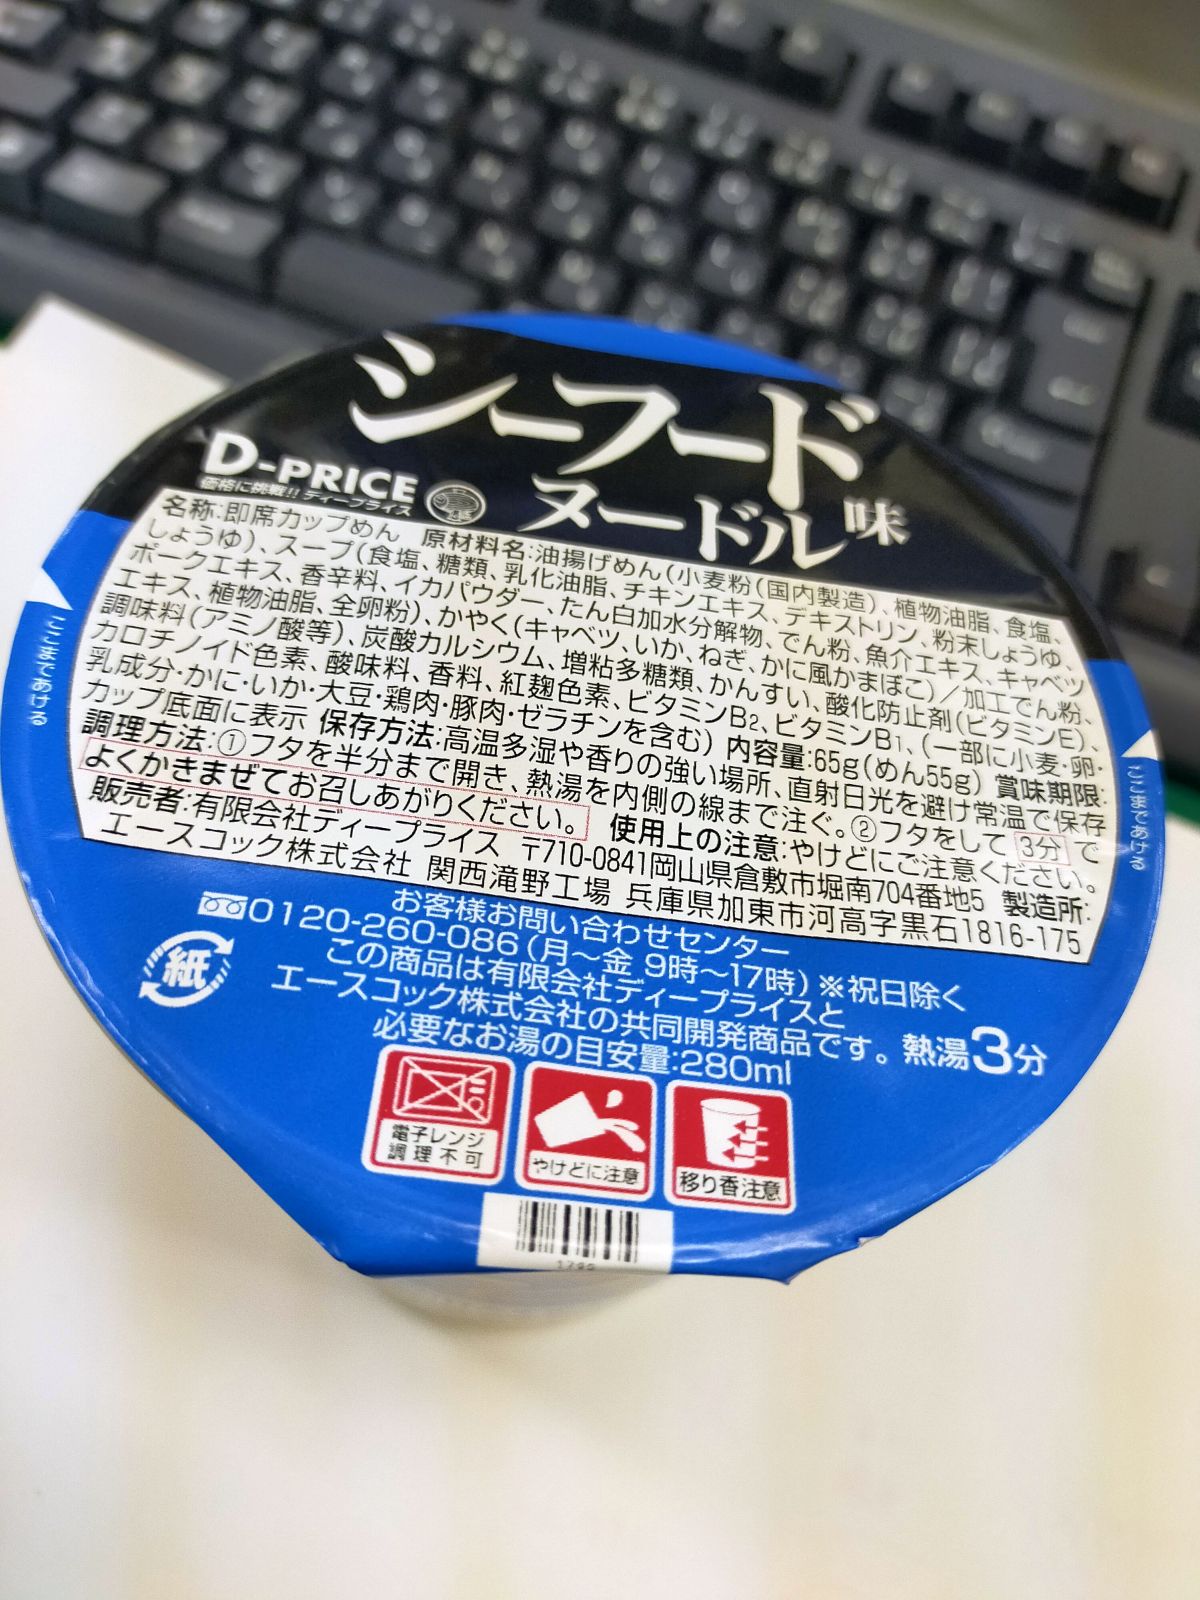 シーフード
ヌードル味
D-PRICE
価格に挑戦!! ディープライス
名称:即席カップめん 原材料名:油揚げめん(小麦粉(国内製造)、植物油脂、食塩、
しょうゆ)、スープ(食塩、糖類、乳化油脂、チキンエキス、デキストリン、粉末しょうゆ、
ポークエキス、香辛料、イカパウダー、たん白加水分解物、でん粉、魚介エキス、キャベツ
エキス、植物油脂、全卵粉)、かやく(キャベツ、いか、ねぎ、かに風かまぼこ)/加工でん粉、
調味料(アミノ酸等)、炭酸カルシウム、増粘多糖類、かんすい、酸化防止剤(ビタミンE)、
カロチノイド色素、酸味料、香料、紅麹色素、ビタミンB2、ビタミンB1、(一部に小麦・卵・
乳成分・かに・いか・大豆・鶏肉・豚肉・ゼラチンを含む) 内容量:65g(めん55g) 賞味期限:
カップ底面に表示 保存方法:高温多湿や香りの強い場所、直射日光を避け常温で保存
調理方法:①フタを半分まで開き、熱湯を内側の線まで注ぐ。②フタをして3分で
よくかきまぜてお召しあがりください。 使用上の注意:やけどにご注意ください。
販売者:有限会社ディープライス 〒710-0841岡山県倉敷市堀南704番地5 製造所:
エースコック株式会社 関西滝野工場 兵庫県加東市河高字黒石1816-175
ここまであける
ここまであける
お客様お問い合わせセンター
0120-260-086(月〜金 9時〜17時)※祝日除く
この商品は有限会社ディープライスと
エースコック株式会社の共同開発商品です。
熱湯3分
必要なお湯の目安量:280ml
紙
電子レンジ
調理不可
やけどに注意
移り香注意